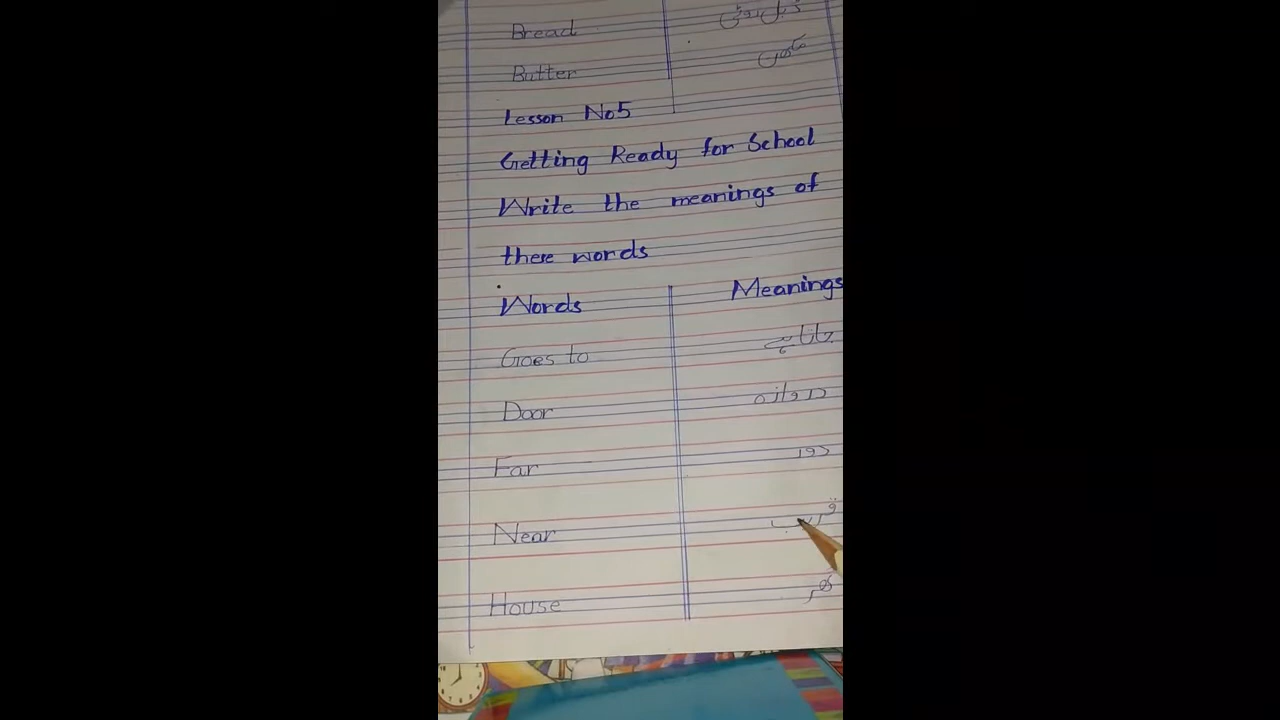 Bread ڈبل روٹی
Butter مکھن
Lesson No5
Getting Ready for School
Write the meanings of
these words
Words Meanings
Goes to جاتا ہے
Door دروازہ
Far دور
Near قریب
House گھر